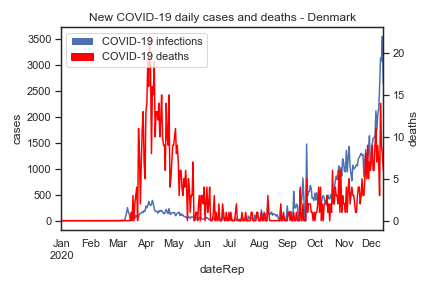 New COVID-19 daily cases and deaths - Denmark
COVID-19 infections
COVID-19 deaths
3500
3000
2500
2000
1500
1000
500
0
cases
20
15
10
5
0
deaths
Jan Feb Mar Apr May Jun Jul Aug Sep Oct Nov Dec
2020
dateRep